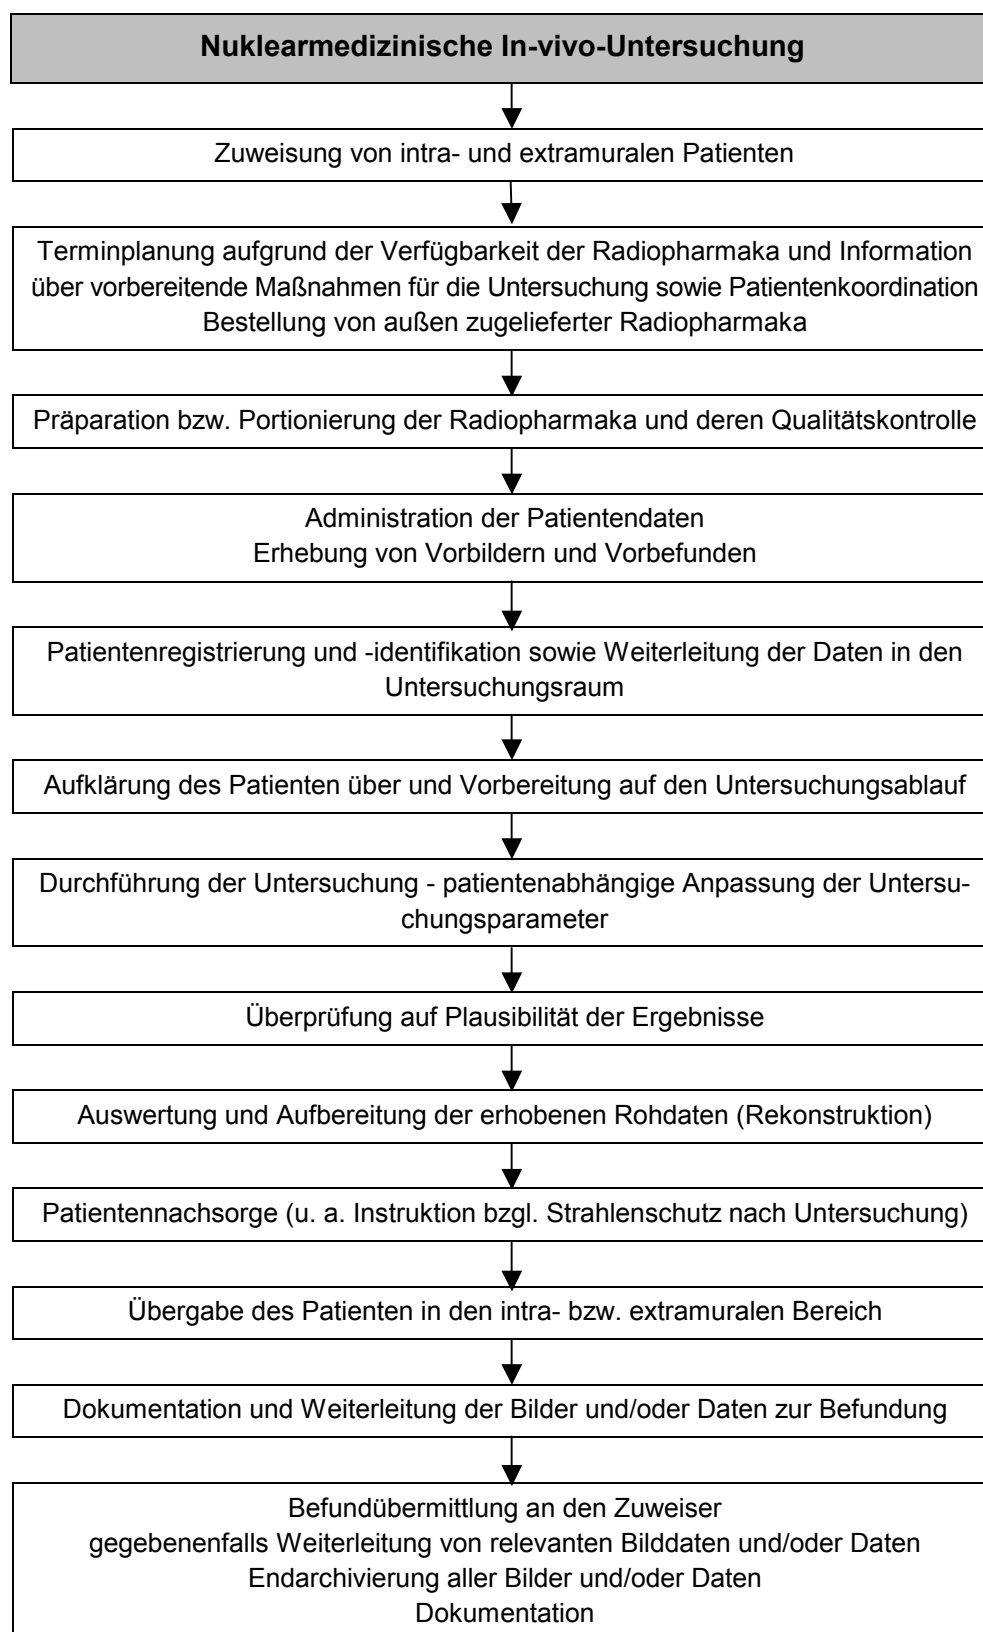 Nuklearmedizinische In-vivo-Untersuchung
Zuweisung von intra- und extramuralen Patienten
Terminplanung aufgrund der Verfügbarkeit der Radiopharmaka und Information
über vorbereitende Maßnahmen für die Untersuchung sowie Patientenkoordination
Bestellung von außen zugelieferter Radiopharmaka
Präparation bzw. Portionierung der Radiopharmaka und deren Qualitätskontrolle
Administration der Patientendaten
Erhebung von Vorbildern und Vorbefunden
Patientenregistrierung und -identifikation sowie Weiterleitung der Daten in den
Untersuchungsraum
Aufklärung des Patienten über und Vorbereitung auf den Untersuchungsablauf
Durchführung der Untersuchung - patientenabhängige Anpassung der Untersu-
chungsparameter
Überprüfung auf Plausibilität der Ergebnisse
Auswertung und Aufbereitung der erhobenen Rohdaten (Rekonstruktion)
Patientennachsorge (u. a. Instruktion bzgl. Strahlenschutz nach Untersuchung)
Übergabe des Patienten in den intra- bzw. extramuralen Bereich
Dokumentation und Weiterleitung der Bilder und/oder Daten zur Befundung
Befundübermittlung an den Zuweiser
gegebenenfalls Weiterleitung von relevanten Bilddaten und/oder Daten
Endarchivierung aller Bilder und/oder Daten
Dokumentation